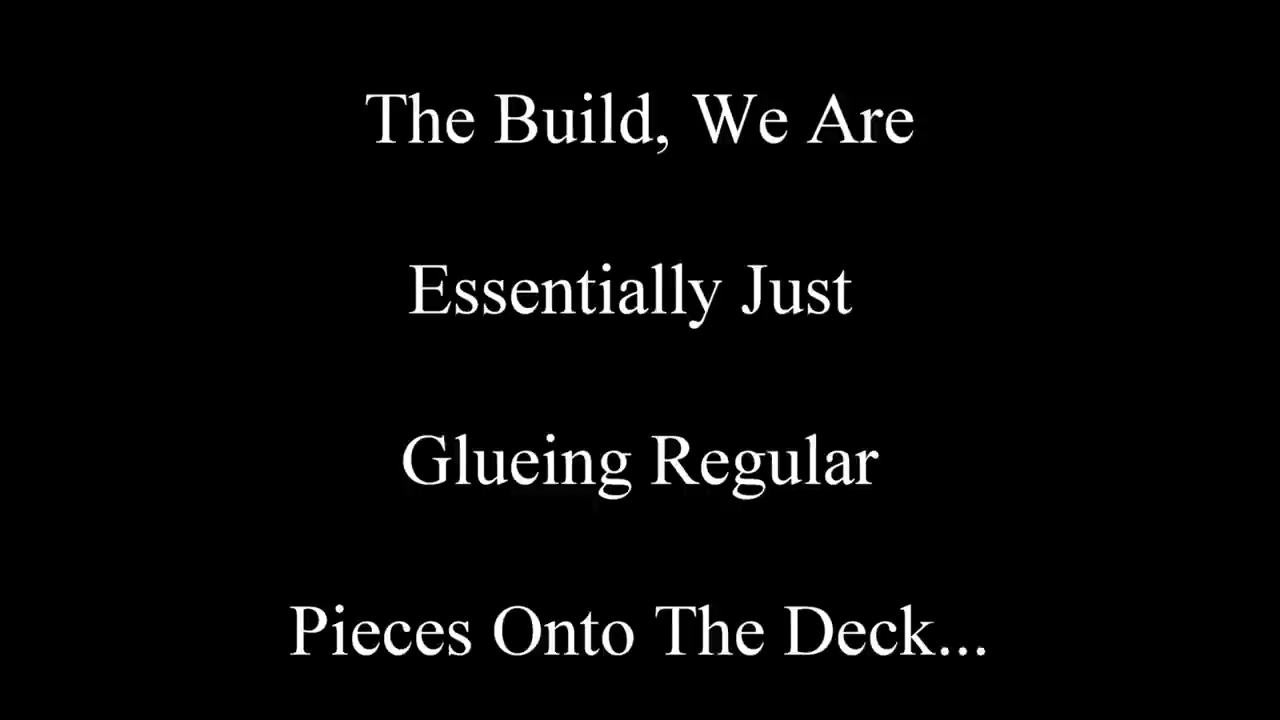 The Build, We Are
Essentially Just
Glueing Regular
Pieces Onto The Deck...